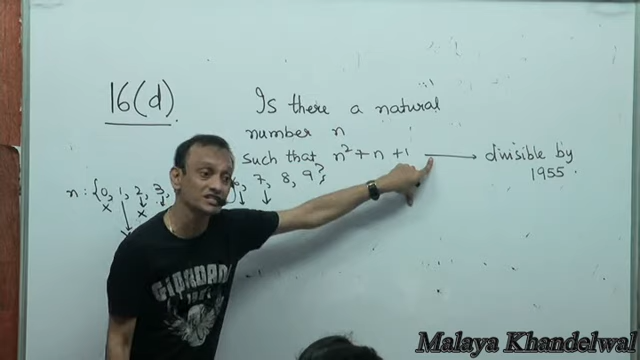 16(d).
Is there a natural
number n
such that n² + n + 1 → divisible by
1955.
n: {0, 1, 2, 3, 7, 8, 9}
x x
GIORDANO
Malaya Khandelwal